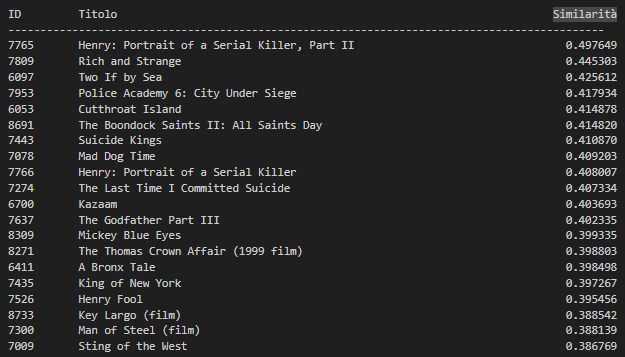 ID Titolo Similarità
--------------------------------------------------------------------------------------------
7765 Henry: Portrait of a Serial Killer, Part II 0.497649
7809 Rich and Strange 0.445303
6097 Two If by Sea 0.425612
7953 Police Academy 6: City Under Siege 0.417934
6053 Cutthroat Island 0.414878
8691 The Boondock Saints II: All Saints Day 0.414820
7443 Suicide Kings 0.410870
7078 Mad Dog Time 0.409203
7766 Henry: Portrait of a Serial Killer 0.408007
7274 The Last Time I Committed Suicide 0.407334
6700 Kazaam 0.403693
7637 The Godfather Part III 0.402335
8309 Mickey Blue Eyes 0.399335
8271 The Thomas Crown Affair (1999 film) 0.398803
6411 A Bronx Tale 0.398498
7435 King of New York 0.397267
7526 Henry Fool 0.395456
8733 Key Largo (film) 0.388542
7300 Man of Steel (film) 0.388139
7009 Sting of the West 0.386769